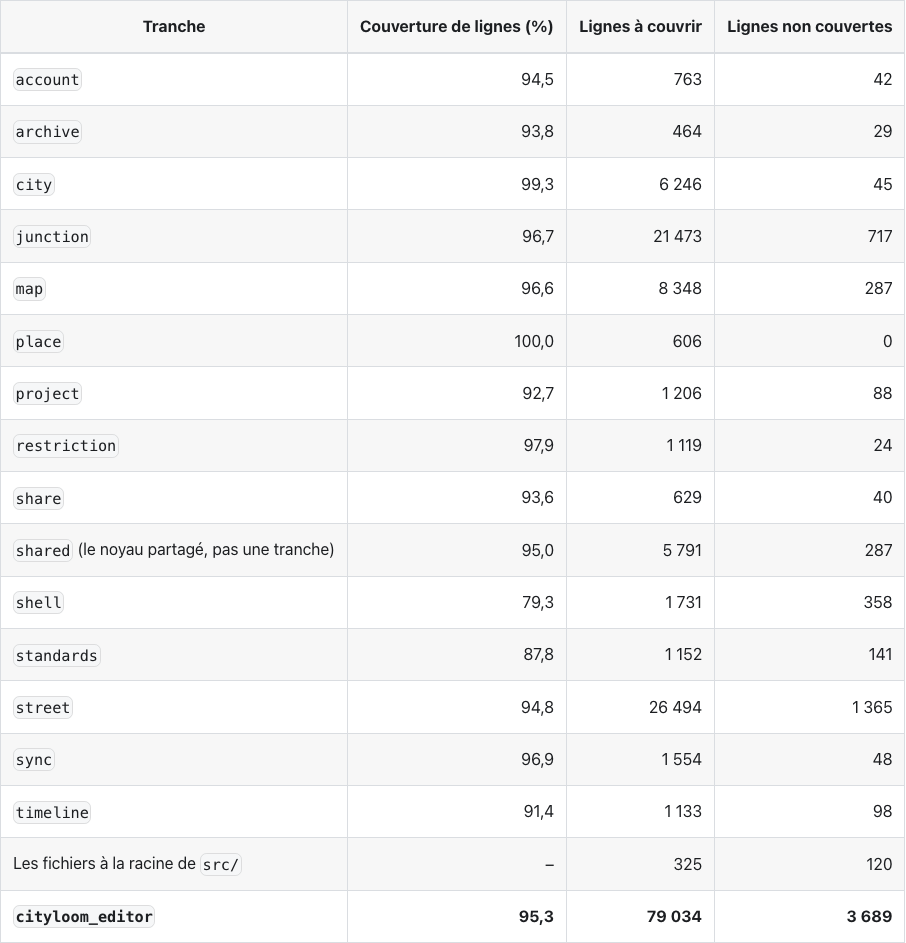 Tranche Couverture de lignes (%) Lignes à couvrir Lignes non couvertes
account 94,5 763 42
archive 93,8 464 29
city 99,3 6 246 45
junction 96,7 21 473 717
map 96,6 8 348 287
place 100,0 606 0
project 92,7 1 206 88
restriction 97,9 1 119 24
share 93,6 629 40
shared (le noyau partagé, pas une tranche) 95,0 5 791 287
shell 79,3 1 731 358
standards 87,8 1 152 141
street 94,8 26 494 1 365
sync 96,9 1 554 48
timeline 91,4 1 133 98
Les fichiers à la racine de src/ – 325 120
cityloom_editor 95,3 79 034 3 689